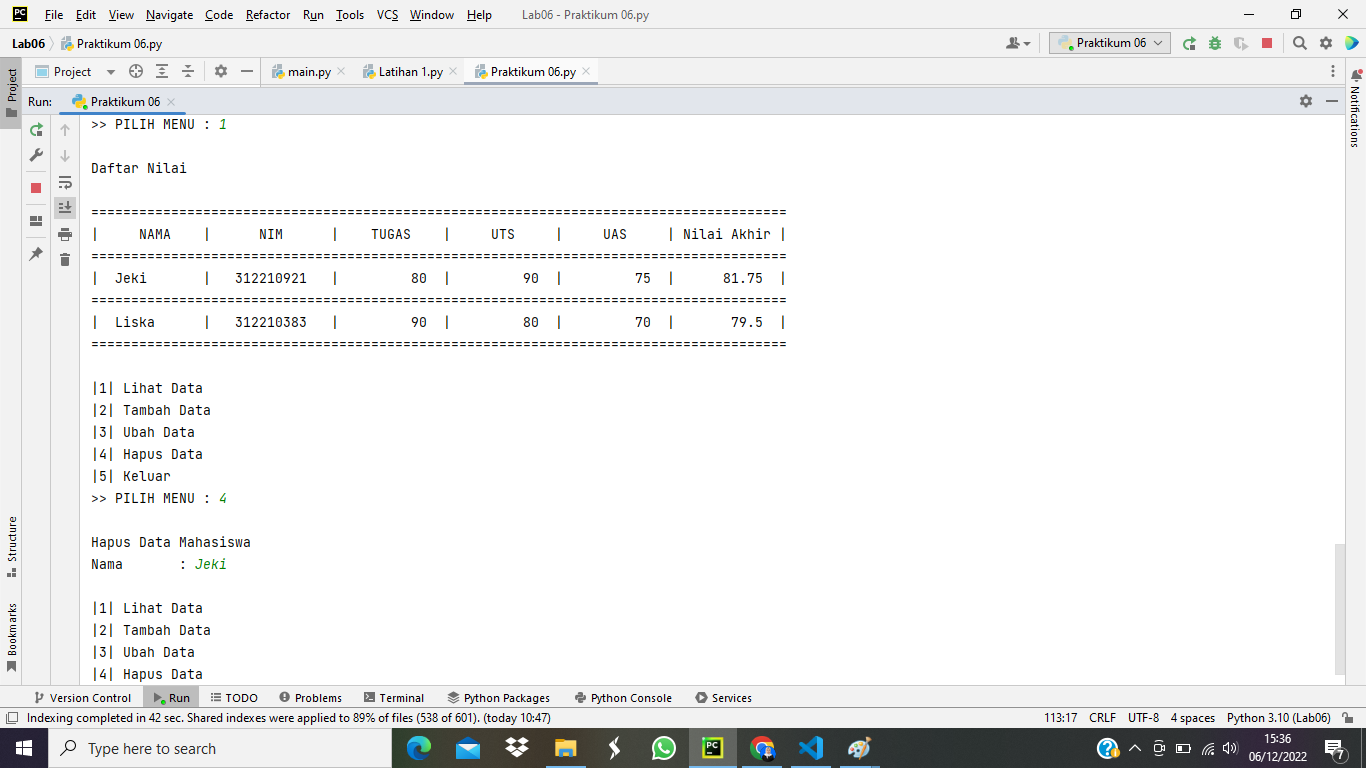 File Edit View Navigate Code Refactor Run Tools VCS Window Help Lab06 - Praktikum 06.py
Lab06 Praktikum 06.py Praktikum 06
Project main.py Latihan 1.py Praktikum 06.py
Project
Notifications
Run: Praktikum 06
>> PILIH MENU : 1
Daftar Nilai
=======================================================================================
| NAMA | NIM | TUGAS | UTS | UAS | Nilai Akhir |
=======================================================================================
| Jeki | 312210921 | 80 | 90 | 75 | 81.75 |
=======================================================================================
| Liska | 312210383 | 90 | 80 | 70 | 79.5 |
=======================================================================================
|1| Lihat Data
|2| Tambah Data
|3| Ubah Data
|4| Hapus Data
|5| Keluar
>> PILIH MENU : 4
Hapus Data Mahasiswa
Nama : Jeki
|1| Lihat Data
|2| Tambah Data
|3| Ubah Data
|4| Hapus Data
Structure
Bookmarks
Version Control Run TODO Problems Terminal Python Packages Python Console Services
Indexing completed in 42 sec. Shared indexes were applied to 89% of files (538 of 601). (today 10:47) 113:17 CRLF UTF-8 4 spaces Python 3.10 (Lab06)
Type here to search
15:36
06/12/2022
7